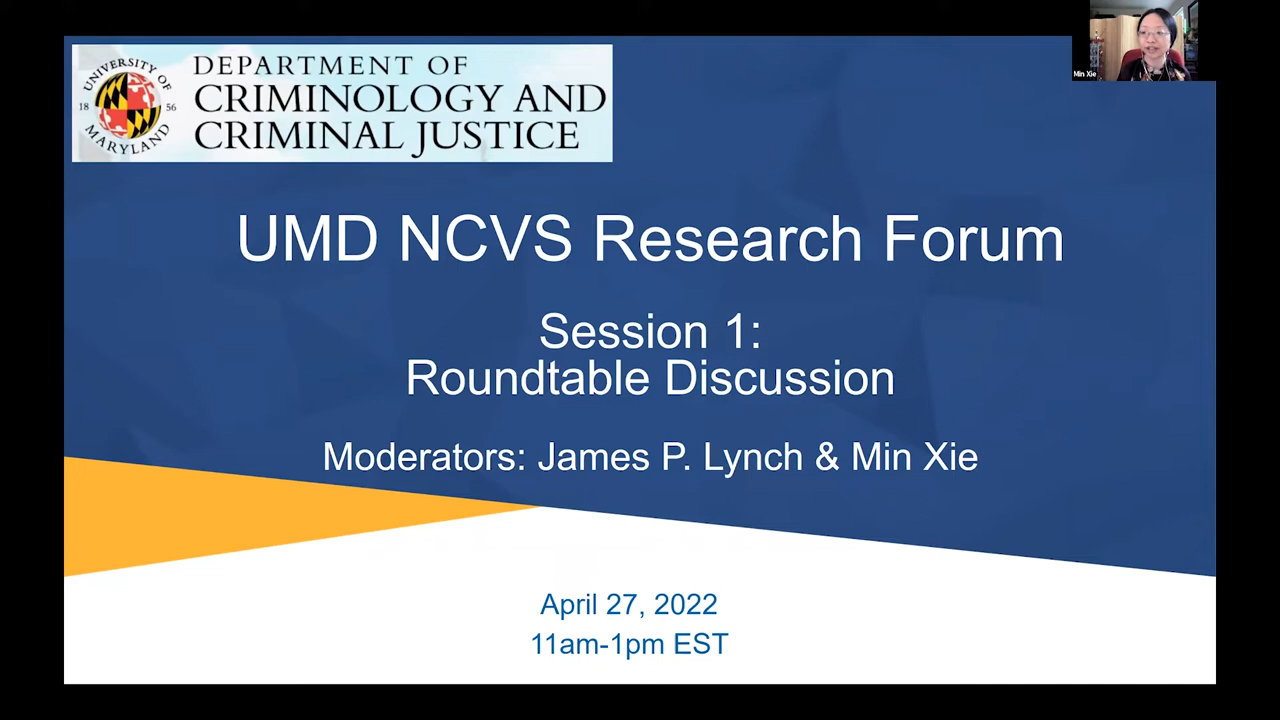 UNIVERSITY OF
MARYLAND
18 56
DEPARTMENT OF
CRIMINOLOGY AND
CRIMINAL JUSTICE
Min Xie
UMD NCVS Research Forum
Session 1:
Roundtable Discussion
Moderators: James P. Lynch & Min Xie
April 27, 2022
11am-1pm EST